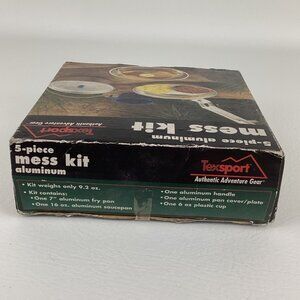 5-piece aluminum
mess kit
Texsport
Authentic Adventure Gear
5-piece
mess kit
aluminum
• Kit weighs only 9.2 oz.
• Kit contains:
•One 7" aluminum fry pan
•One 16 oz. aluminum saucepan
Texsport
Authentic Adventure Gear
•One aluminum handle
•One aluminum pan cover/plate
•One 6 oz plastic cup